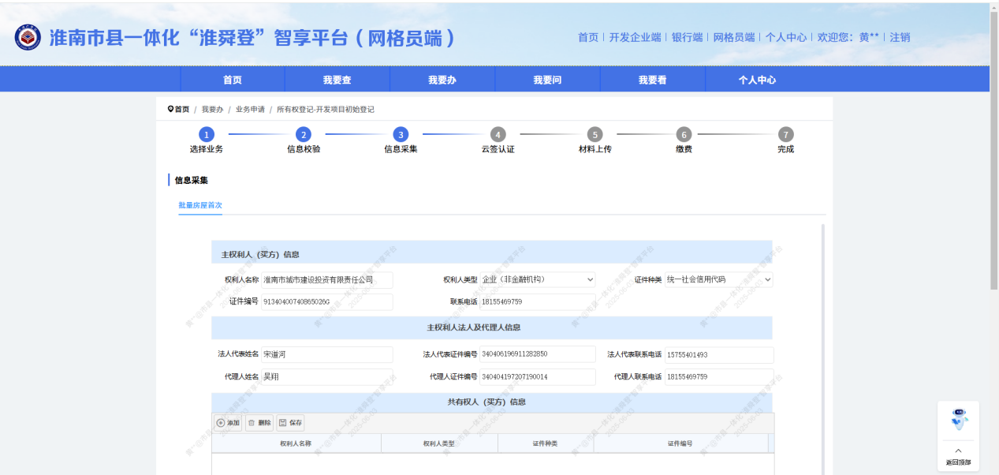 淮南市县一体化“淮舜登”智享平台（网格员端）
首页 | 开发企业端 | 银行端 | 网格员端 | 个人中心 | 欢迎您：黄** | 注销
首页 我要查 我要办 我要问 我要看 个人中心
首页 / 我要办 / 业务申请 / 所有权登记-开发项目初始登记
1 2 3 4 5 6 7
选择业务 信息校验 信息采集 云签认证 材料上传 缴费 完成
信息采集
批量房屋首次
主权利人（买方）信息
权利人名称 淮南市城市建设投资有限责任公司 权利人类型 企业（非金融机构） 证件种类 统一社会信用代码
证件编号 91340400740865026G 联系电话 18155469759
主权利人法人及代理人信息
法人代表姓名 宋道河 法人代表证件编号 340406196911282850 法人代表联系电话 15755401493
代理人姓名 吴翔 代理人证件编号 340404197207190014 代理人联系电话 18155469759
共有权人（买方）信息
添加 删除 保存
权利人名称 权利人类型 证件种类 证件编号
返回顶部